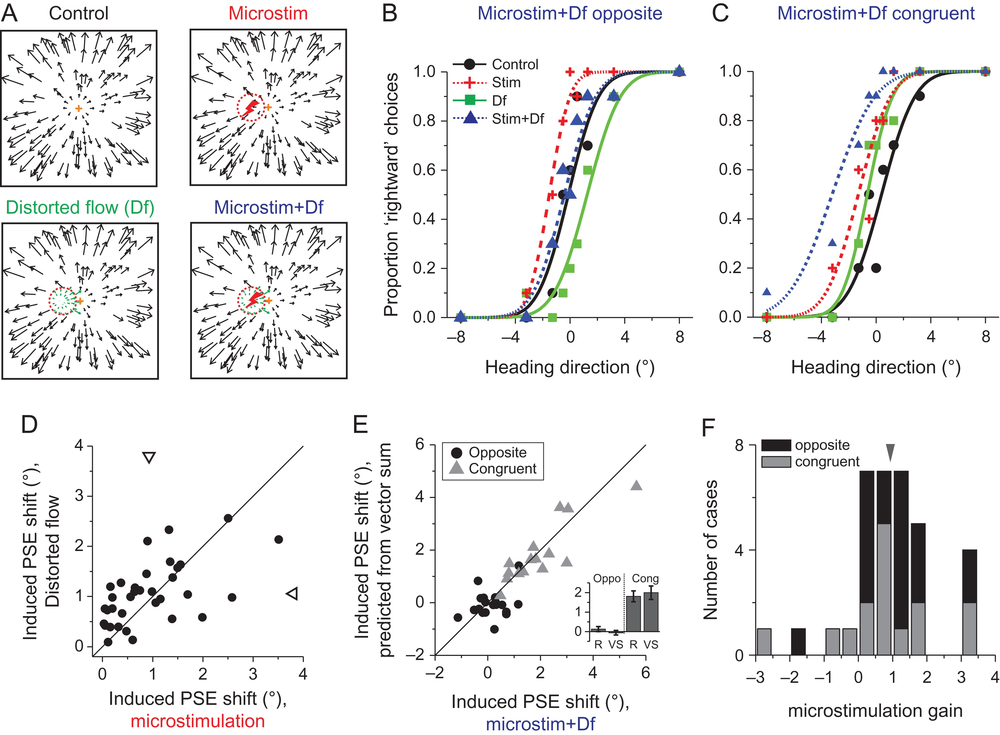 A
Control
Microstim
Distorted flow (Df)
Microstim+Df
B
Microstim+Df opposite
Control
Stim
Df
Stim+Df
Proportion ‘rightward’ choices
1.0
0.8
0.6
0.4
0.2
0.0
–8
–4
0
4
8
Heading direction (°)
C
Microstim+Df congruent
1.0
0.8
0.6
0.4
0.2
0.0
–8
–4
0
4
8
Heading direction (°)
D
Induced PSE shift (°),
Distorted flow
4
3
2
1
0
0
1
2
3
4
Induced PSE shift (°),
microstimulation
E
Induced PSE shift (°),
predicted from vector sum
6
4
2
0
–2
Opposite
Congruent
Oppo
Cong
2
1
0
R
VS
R
VS
–2
0
2
4
6
Induced PSE shift (°),
microstim+Df
F
opposite
congruent
Number of cases
8
4
0
–3
–2
–1
0
1
2
3
4
microstimulation gain